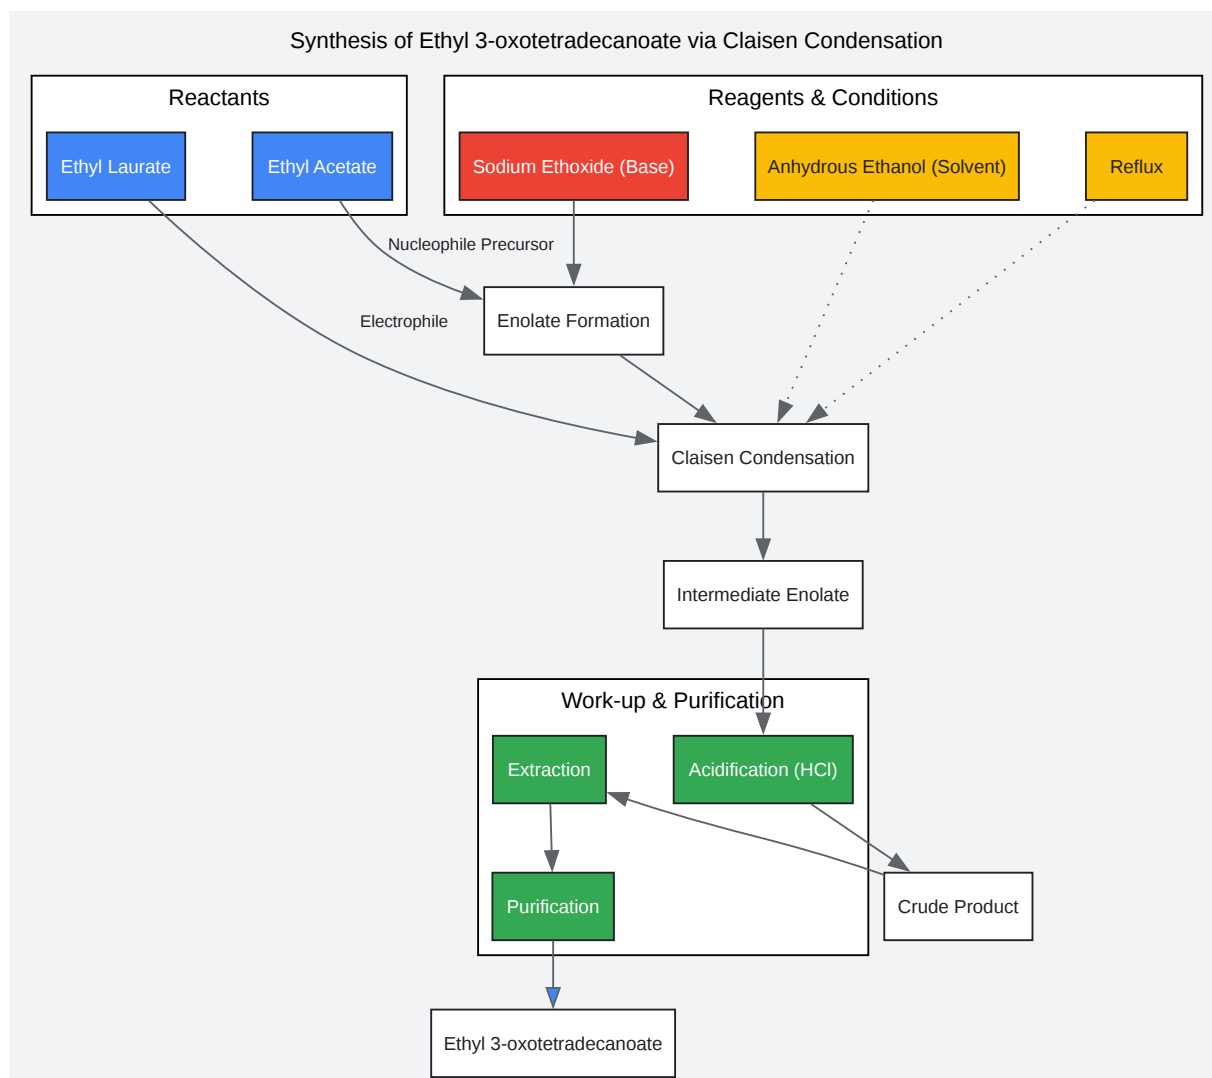 Synthesis of Ethyl 3-oxotetradecanoate via Claisen Condensation
Reactants
Reagents & Conditions
Ethyl Laurate
Ethyl Acetate
Sodium Ethoxide (Base)
Anhydrous Ethanol (Solvent)
Reflux
Nucleophile Precursor
Electrophile
Enolate Formation
Claisen Condensation
Intermediate Enolate
Work-up & Purification
Extraction
Acidification (HCl)
Purification
Crude Product
Ethyl 3-oxotetradecanoate